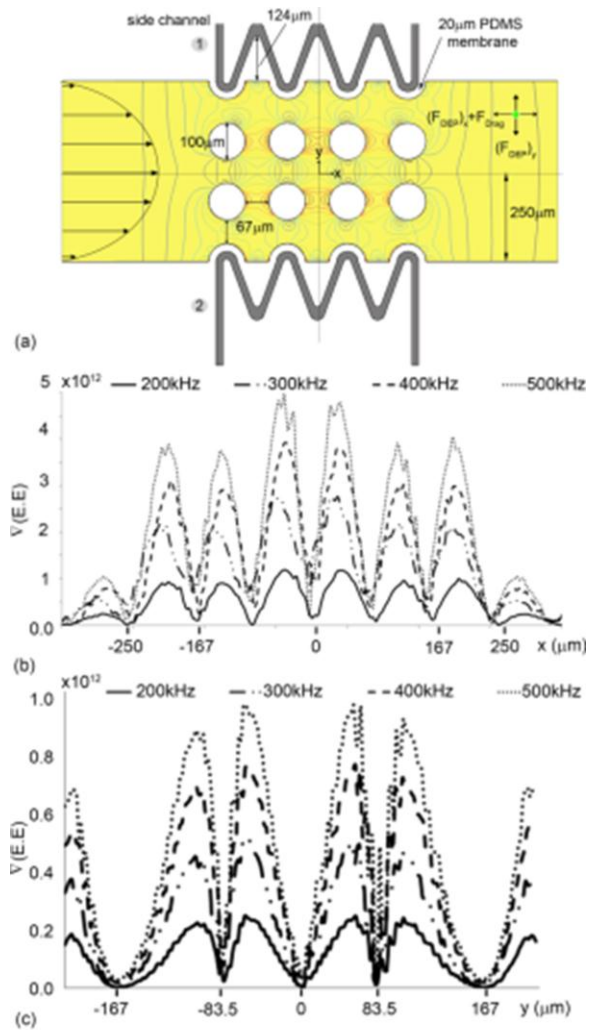 side channel
124μm
20μm PDMS
membrane
1
100μm
(F_DEP)x+F_Drag
(F_DEP)y
y
x
67μm
250μm
2
(a)
x10^12
200kHz 300kHz 400kHz 500kHz
5
4
3
2
1
0.0
∇(E.E)
-250 -167 0 167 250 x (μm)
(b)
x10^12
200kHz 300kHz 400kHz 500kHz
1.0
0.8
0.6
0.4
0.2
0.0
∇(E.E)
-167 -83.5 0 83.5 167 y (μm)
(c)